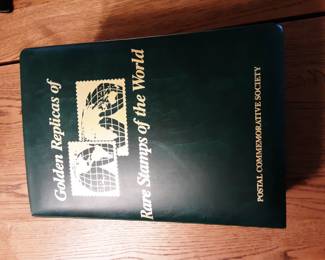 Golden Replicas of
Rare Stamps of the World
POSTAL COMMEMORATIVE SOCIETY